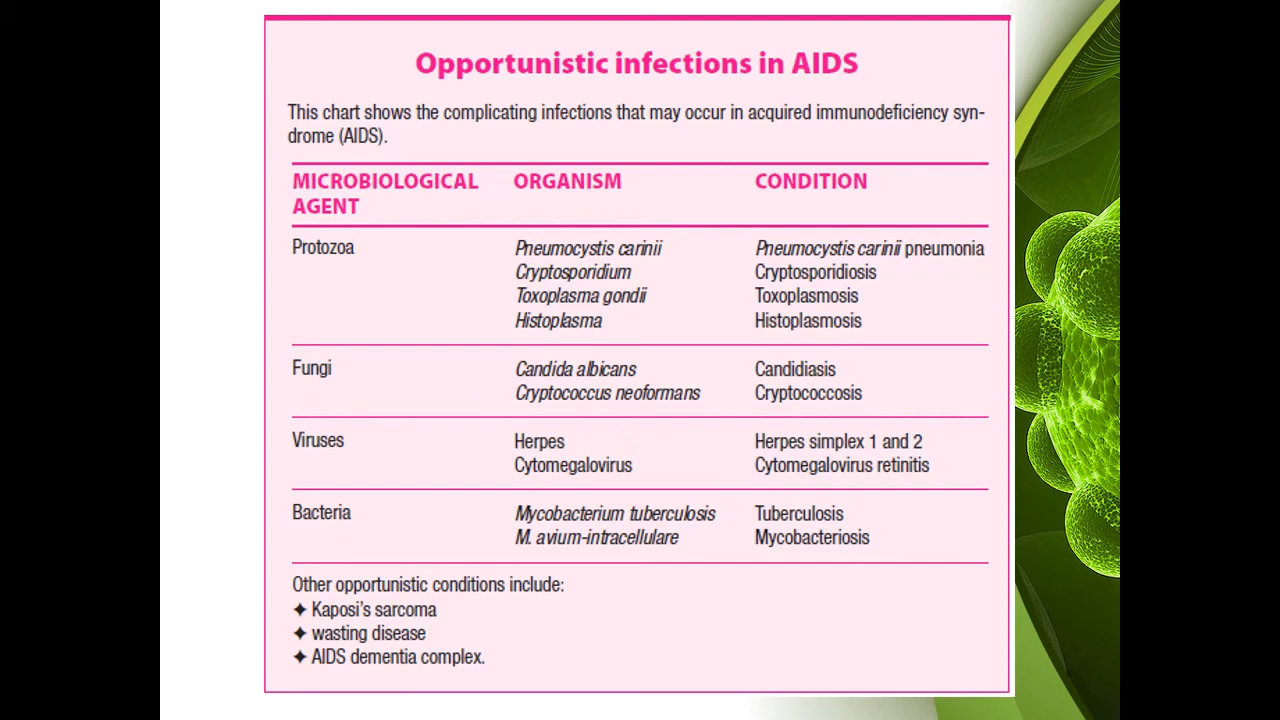 Opportunistic infections in AIDS
This chart shows the complicating infections that may occur in acquired immunodeficiency syn-
drome (AIDS).
MICROBIOLOGICAL AGENT ORGANISM CONDITION
Protozoa Pneumocystis carinii Pneumocystis carinii pneumonia
Cryptosporidium Cryptosporidiosis
Toxoplasma gondii Toxoplasmosis
Histoplasma Histoplasmosis
Fungi Candida albicans Candidiasis
Cryptococcus neoformans Cryptococcosis
Viruses Herpes Herpes simplex 1 and 2
Cytomegalovirus Cytomegalovirus retinitis
Bacteria Mycobacterium tuberculosis Tuberculosis
M. avium-intracellulare Mycobacteriosis
Other opportunistic conditions include:
✦ Kaposi's sarcoma
✦ wasting disease
✦ AIDS dementia complex.